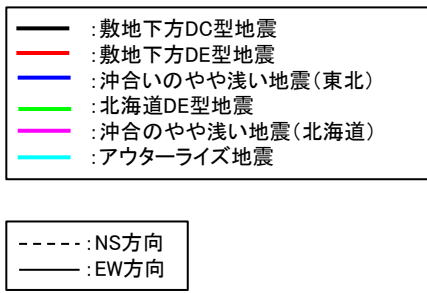 :敷地下方DC型地震
:敷地下方DE型地震
:沖合いのやや浅い地震(東北)
:北海道DE型地震
:沖合のやや浅い地震(北海道)
:アウターライズ地震
:NS方向
:EW方向